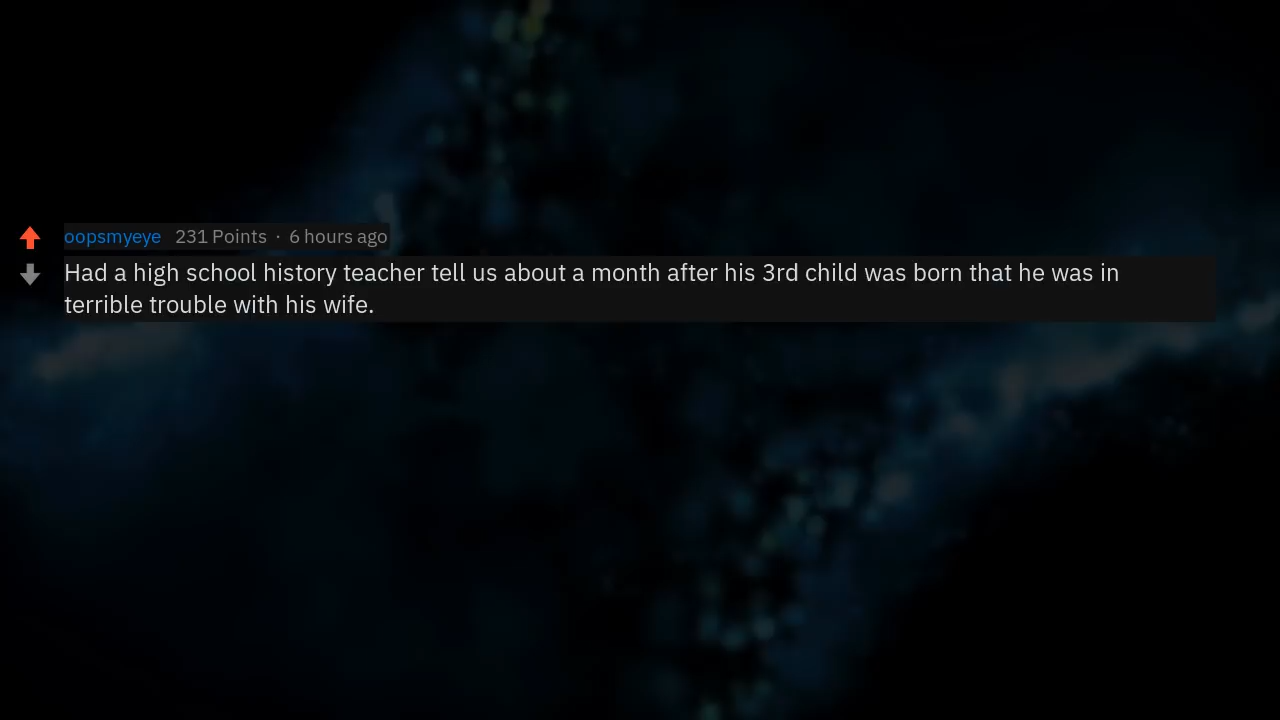 oopsmyeye 231 Points · 6 hours ago
Had a high school history teacher tell us about a month after his 3rd child was born that he was in
terrible trouble with his wife.